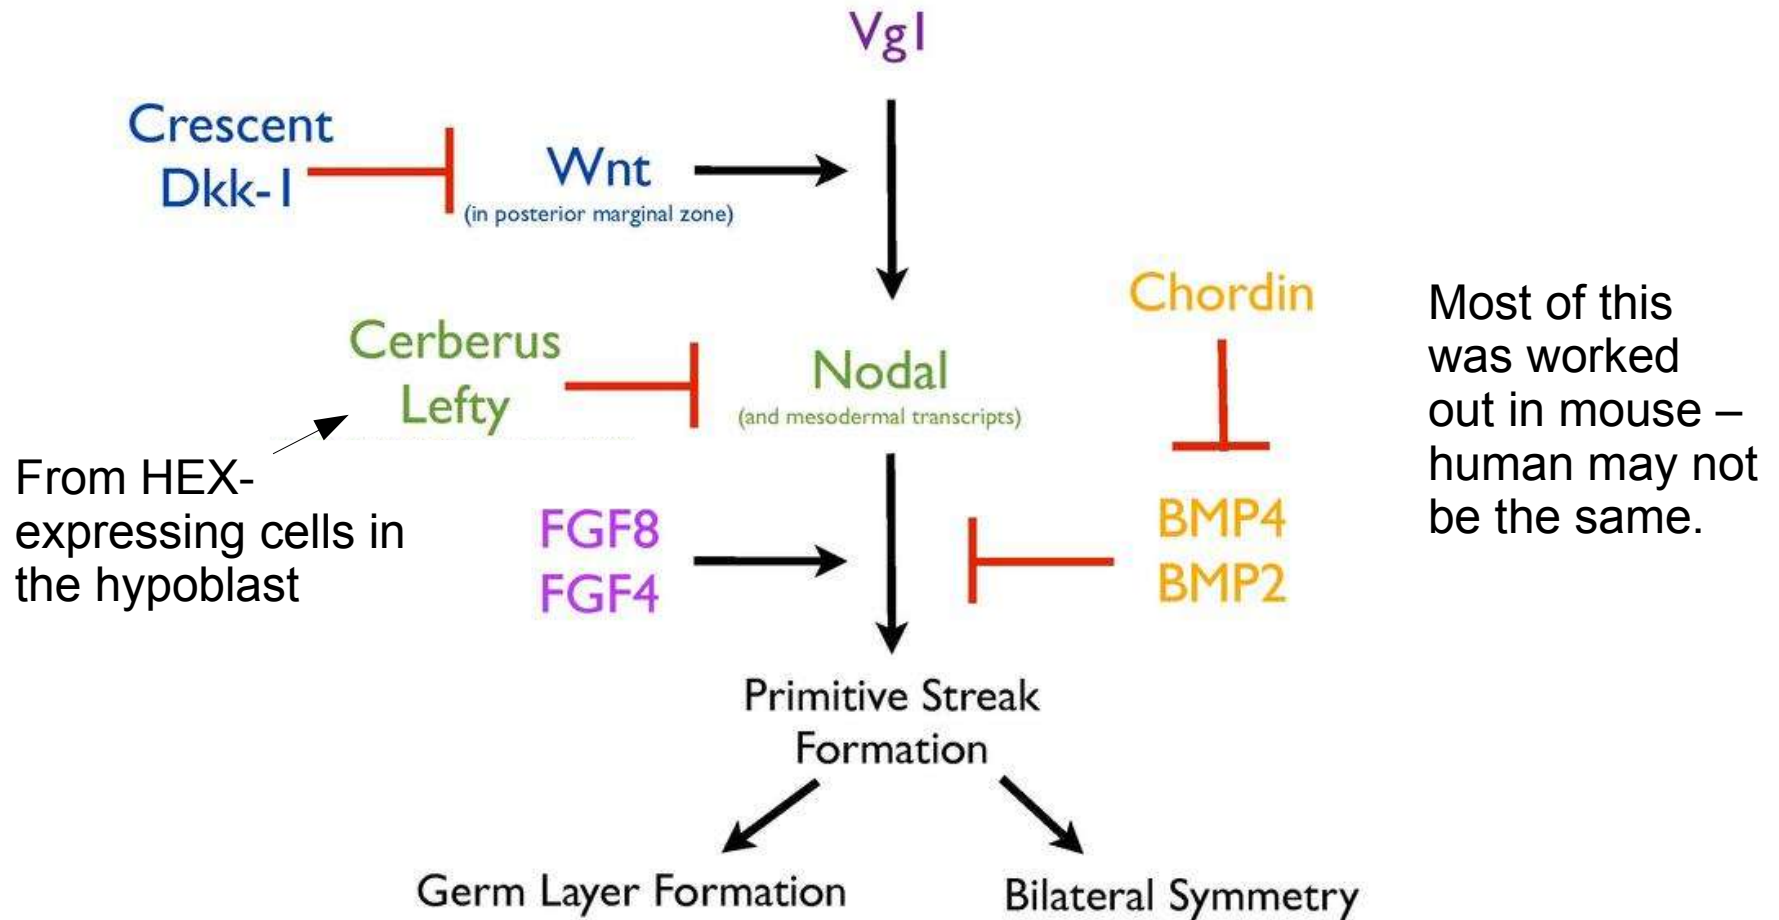 Vg1
Crescent
Dkk-1
Wnt
(in posterior marginal zone)
Cerberus
Lefty
Nodal
(and mesodermal transcripts)
Chordin
Most of this
was worked
out in mouse –
human may not
be the same.
From HEX-
expressing cells in
the hypoblast
FGF8
FGF4
BMP4
BMP2
Primitive Streak
Formation
Germ Layer Formation
Bilateral Symmetry